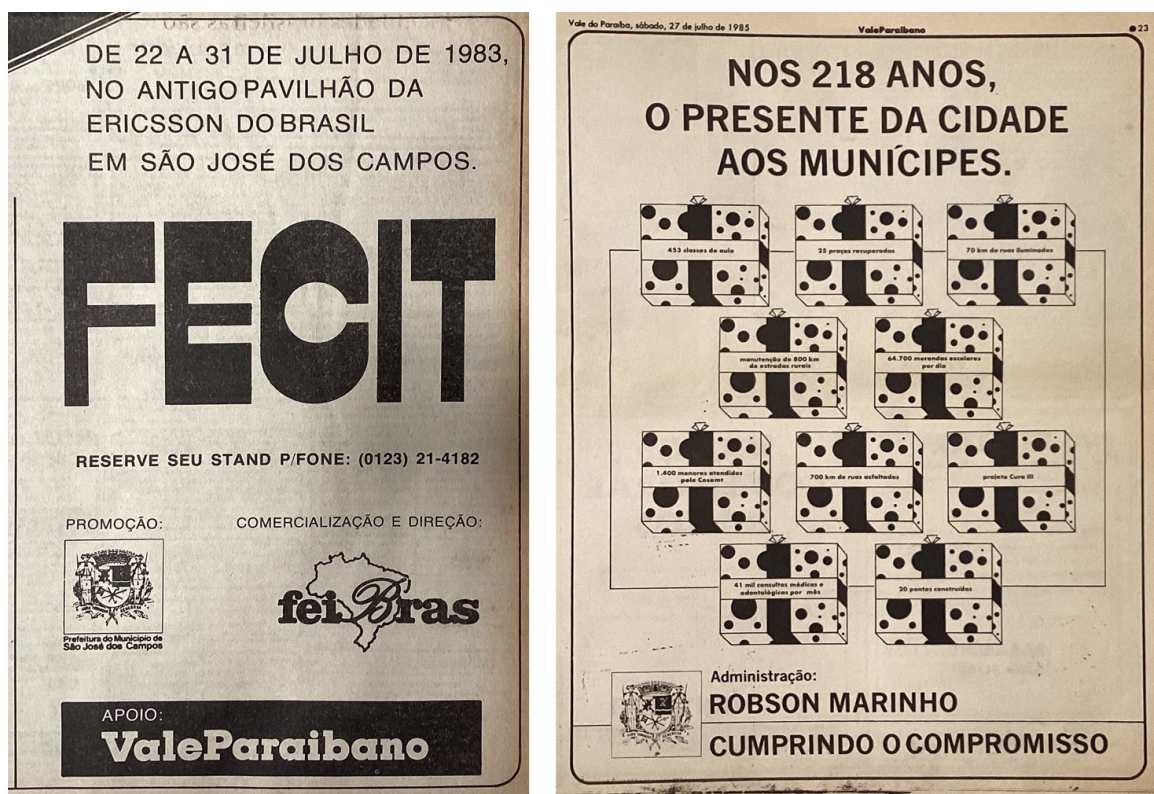 DE 22 A 31 DE JULHO DE 1983,
NO ANTIGO PAVILHÃO DA
ERICSSON DO BRASIL
EM SÃO JOSÉ DOS CAMPOS.
FECIT
RESERVE SEU STAND P/FONE: (0123) 21-4182
PROMOÇÃO:
COMERCIALIZAÇÃO E DIREÇÃO:
feiBras
Prefeitura do Município de
São José dos Campos
APOIO:
ValeParaibano
Vale do Paraíba, sábado, 27 de julho de 1985
ValeParaibano
●23
NOS 218 ANOS,
O PRESENTE DA CIDADE
AOS MUNÍCIPES.
453 classes de aula
25 praças recuperadas
70 km de ruas iluminadas
manutenção de 800 km
de estradas rurais
64.700 merendas escolares
por dia
1.400 menores atendidos
pelo Cosemt
700 km de ruas asfaltadas
projeto Cura III
41 mil consultas médicas e
odontológicas por mês
20 pontes construídas
Administração:
ROBSON MARINHO
CUMPRINDO O COMPROMISSO